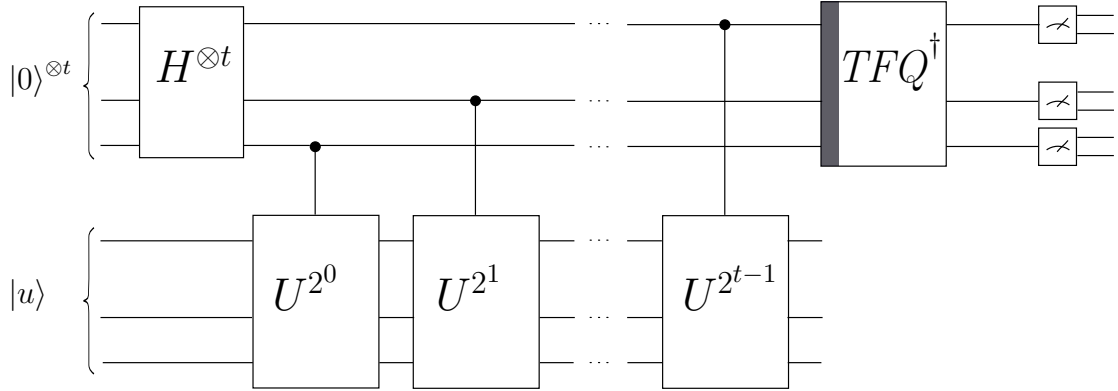 |0⟩^{⊗t}
H^{⊗t}
...
TFQ^†
...
...
|u⟩
U^{2^0}
U^{2^1}
...
U^{2^{t−1}}
...
...